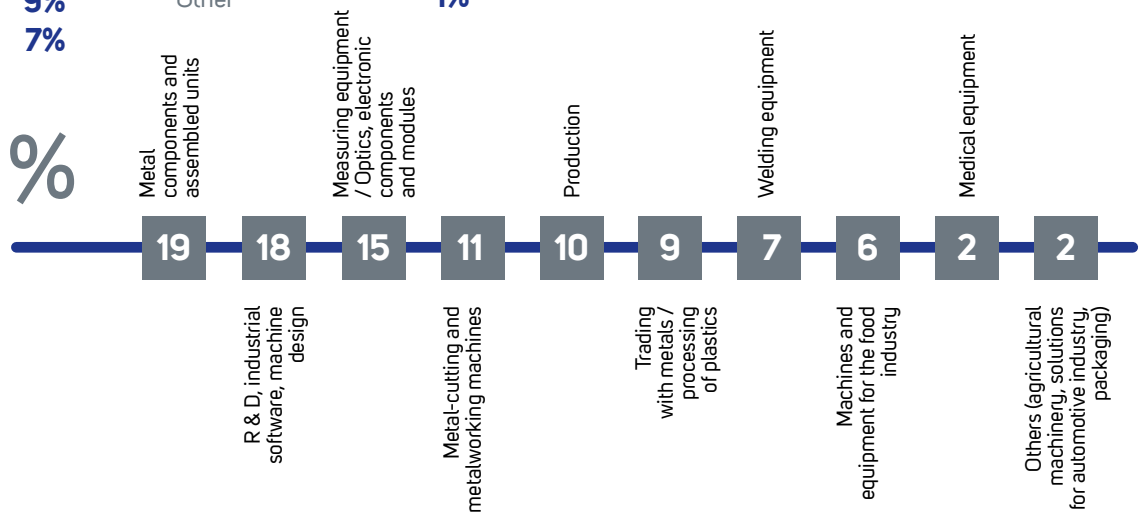 9%
Other
1%
7%
%
Metal
components and
assembled units
Measuring equipment
/ Optics, electronic
components
and modules
Production
Welding equipment
Medical equipment
19
18
15
11
10
9
7
6
2
2
R & D, industrial
software, machine
design
Metal-cutting and
metalworking machines
Trading
with metals /
processing
of plastics
Machines and
equipment for the food
industry
Others (agricultural
machinery, solutions
for automotive industry,
packaging)